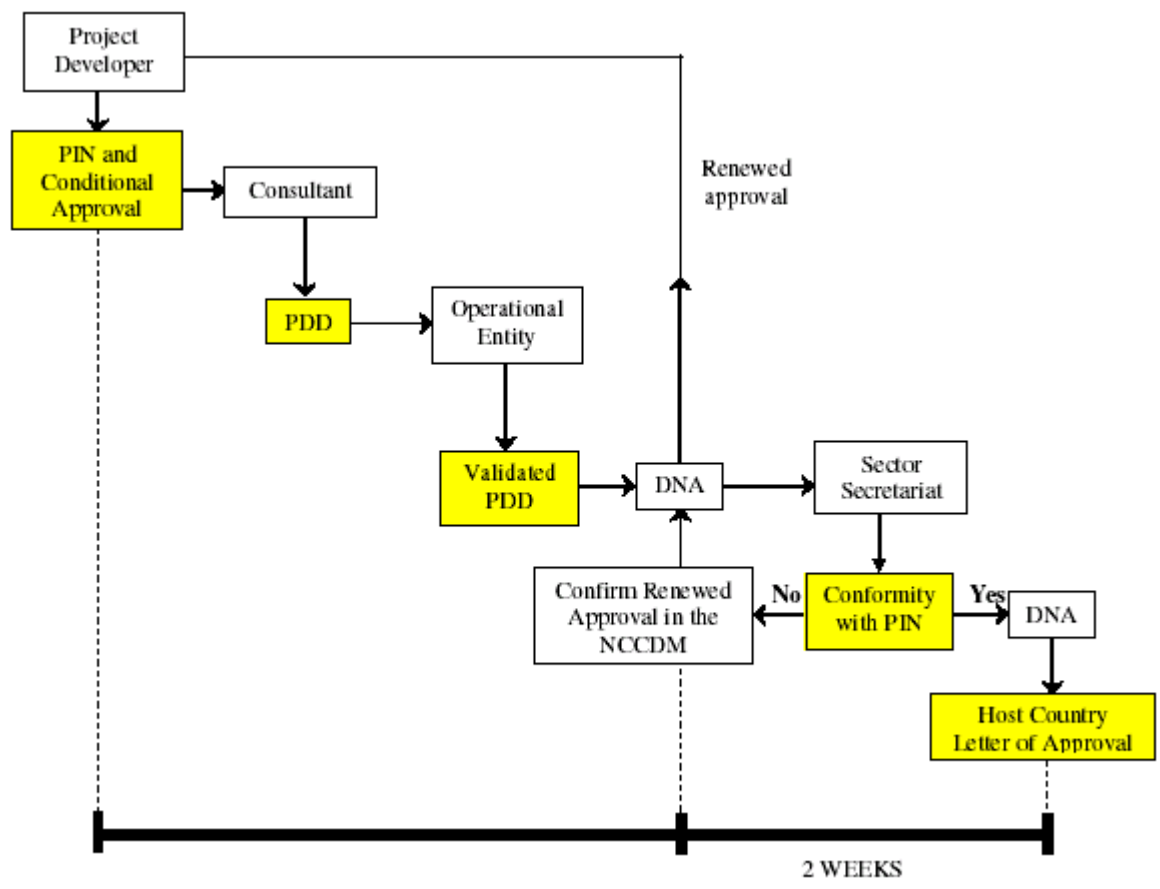 Project
Developer
PIN and
Conditional
Approval
Consultant
Renewed
approval
PDD
Operational
Entity
Validated
PDD
DNA
Sector
Secretariat
Confirm Renewed
Approval in the
NCCDM
No
Conformity
with PIN
Yes
DNA
Host Country
Letter of Approval
2 WEEKS